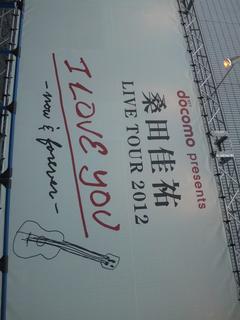 docomo presents
桑田佳祐
LIVE TOUR 2012
I LOVE YOU
-now & forever-